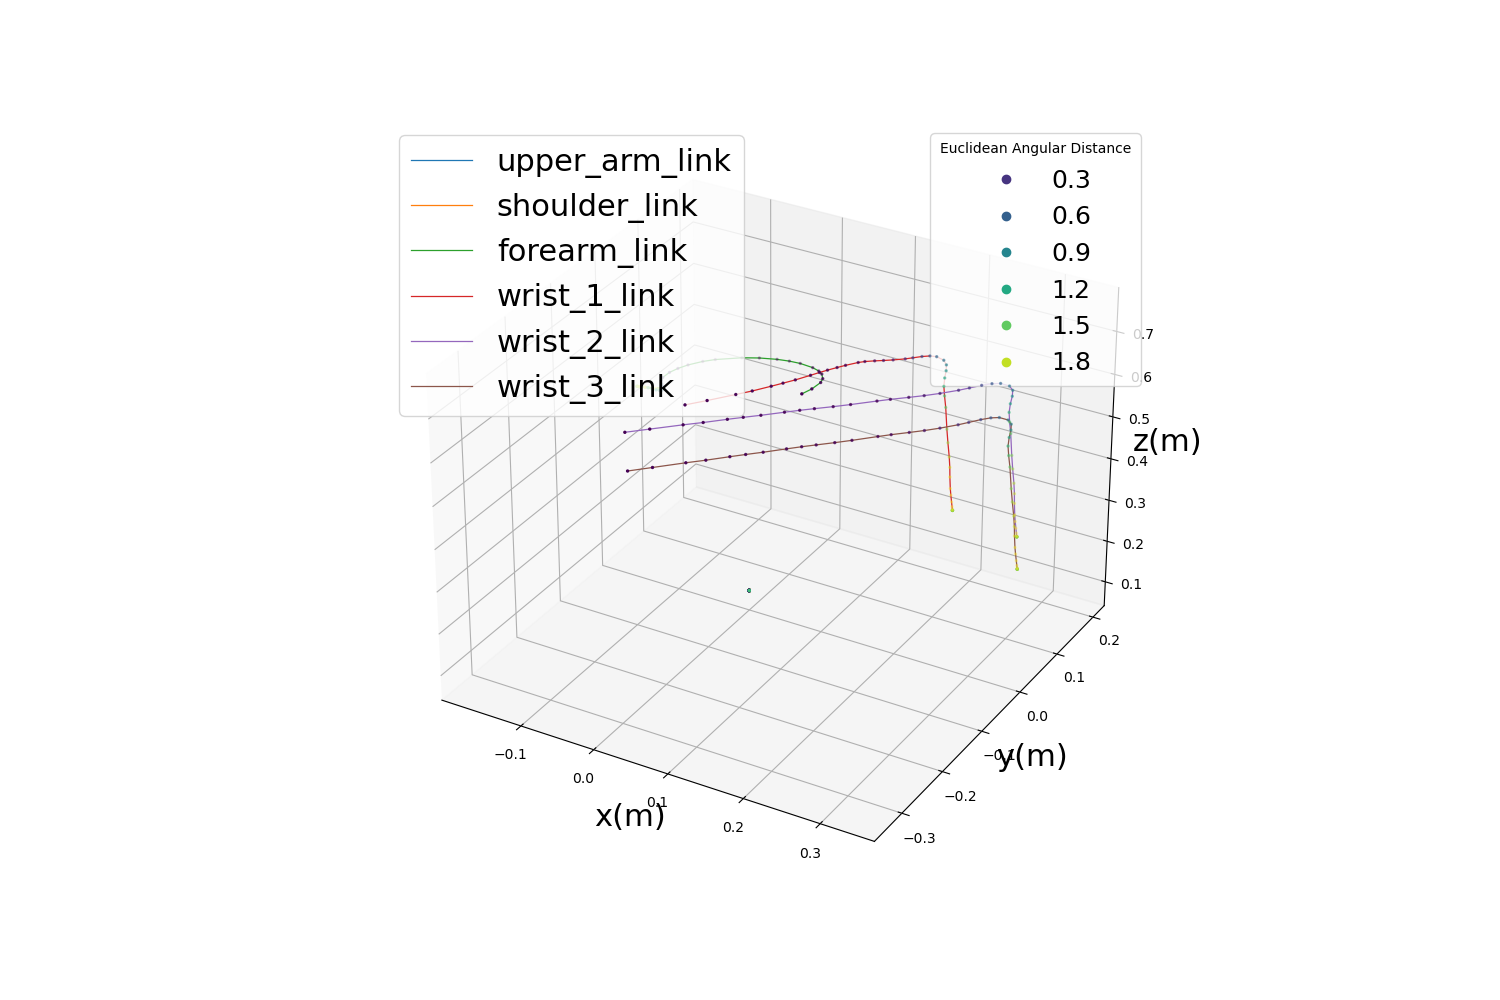 upper_arm_link
shoulder_link
forearm_link
wrist_1_link
wrist_2_link
wrist_3_link
Euclidean Angular Distance
0.3
0.6
0.9
1.2
1.5
1.8
0.7
0.6
0.5
0.4
0.3
0.2
0.1
z(m)
0.2
0.1
0.0
−0.1
−0.2
−0.3
y(m)
−0.1
0.0
0.1
0.2
0.3
x(m)